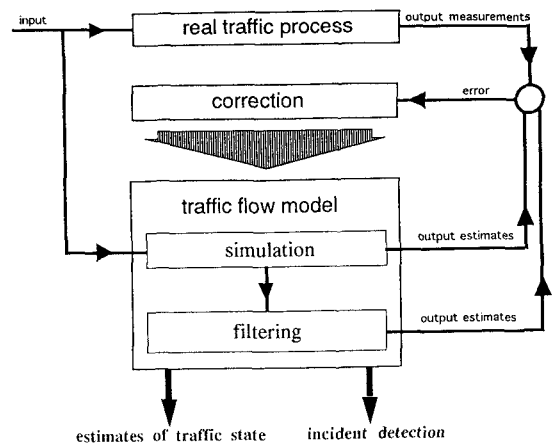 input
real traffic process
output measurements
correction
error
traffic flow model
simulation
output estimates
filtering
output estimates
estimates of traffic state
incident detection